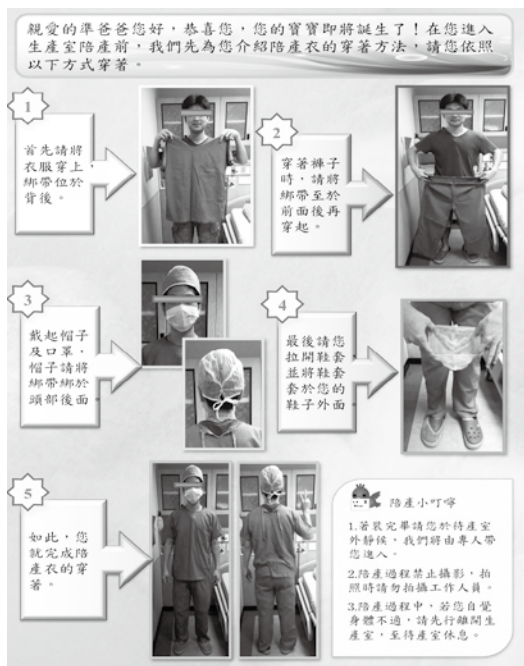 親愛的準爸爸您好，恭喜您，您的寶寶即將誕生了！在您進入
生產室陪產前，我們先為您介紹陪產衣的穿著方法，請您依照
以下方式穿著。
1
首先請將
衣服穿上，
綁帶位於
背後。
2
穿著褲子
時，請將
綁帶至於
前面後再
穿起。
3
戴起帽子
及口罩，
帽子請將
綁帶綁於
頭部後面。
4
最後請您
拉開鞋套
並將鞋套
套於您的
鞋子外面
5
如此，您
就完成陪
產衣的穿
著。
陪產小叮嚀
1.著裝完畢請您於待產室
外靜候，我們將由專人帶
您進入。
2.陪產過程禁止攝影，拍
照時請勿拍攝工作人員。
3.陪產過程中，若您自覺
身體不適，請先行離開生
產室，至待產室休息。